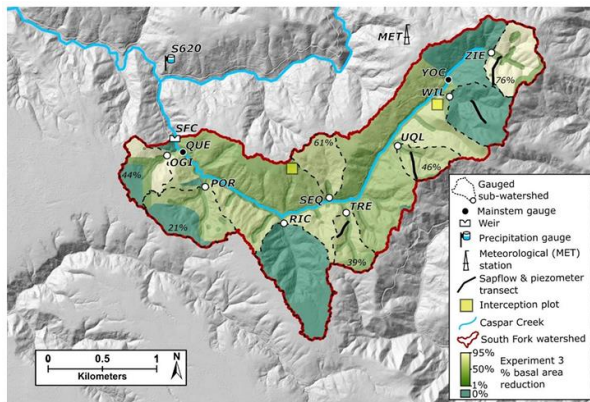 MET
S620
ZIE
YOC
76%
WIL
SFC
QUE
61%
UQL
OGI
46%
44%
POR
SEQ
TRE
RIC
21%
39%
Gauged
sub-watershed
Mainstem gauge
Weir
Precipitation gauge
Meteorological (MET)
station
Sapflow & piezometer
transect
Interception plot
Caspar Creek
South Fork watershed
95%
50%
1%
0%
Experiment 3
% basal area
reduction
0 0.5 1
Kilometers
N